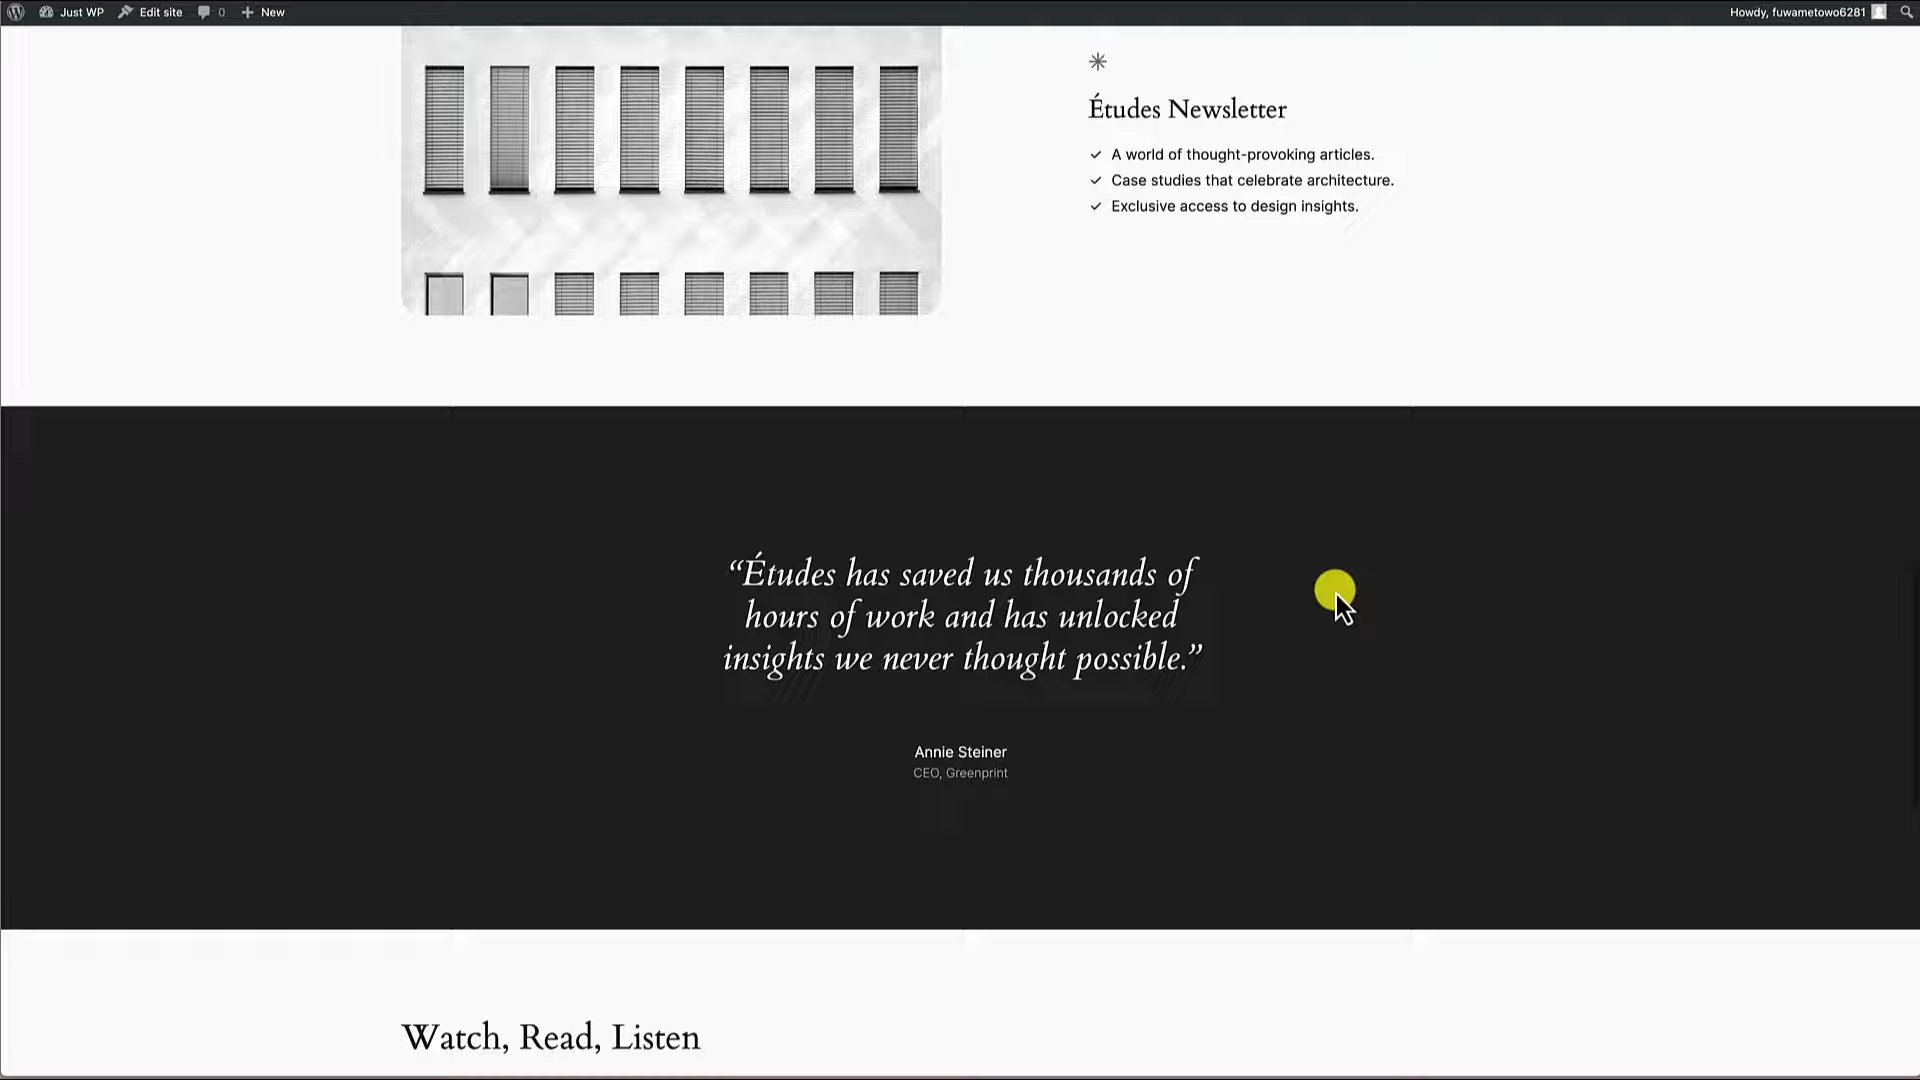 Just WP Edit site 0 New Howdy, fuwametowo6281
Études Newsletter
A world of thought-provoking articles.
Case studies that celebrate architecture.
Exclusive access to design insights.
“Études has saved us thousands of
hours of work and has unlocked
insights we never thought possible.”
Annie Steiner
CEO, Greenprint
Watch, Read, Listen